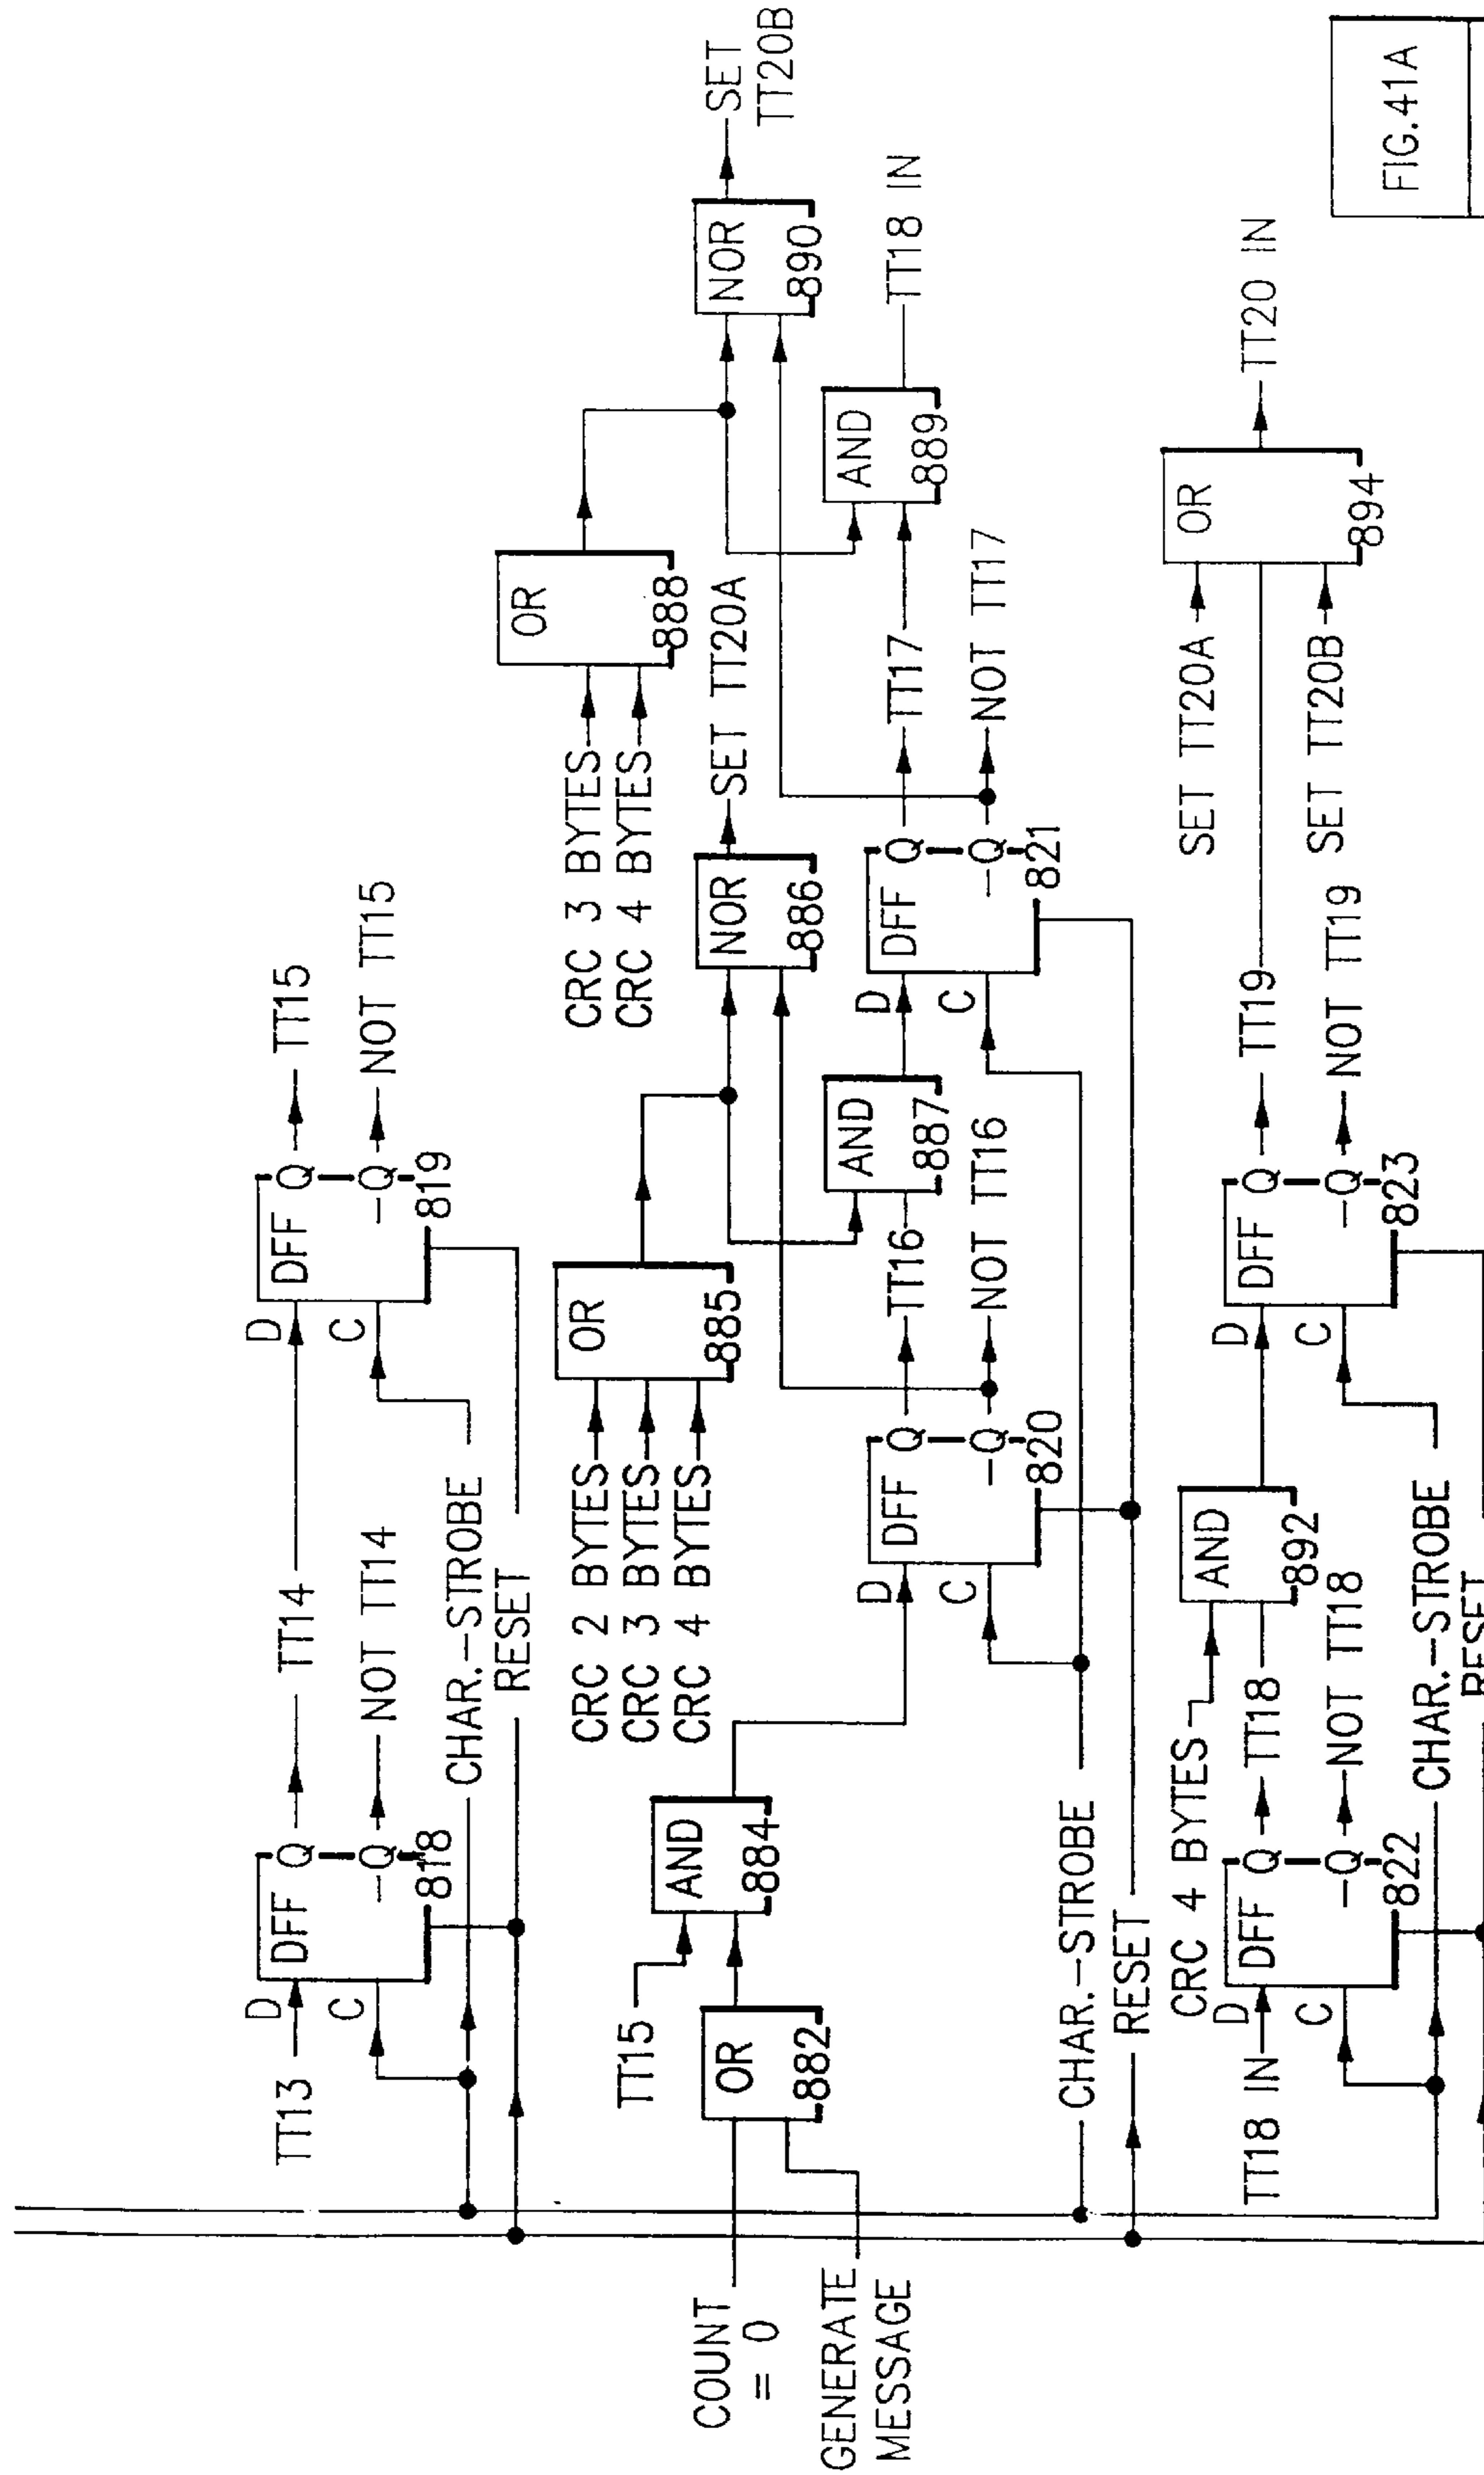 TT13
D
C
DFF
Q
-Q
818
TT14
NOT TT14
CHAR.-STROBE
RESET
D
C
DFF
Q
-Q
819
TT15
NOT TT15
COUNT
= 0
GENERATE
MESSAGE
OR
882
TT15
AND
884
CRC 2 BYTES
CRC 3 BYTES
CRC 4 BYTES
OR
885
D
C
DFF
Q
-Q
820
TT16
NOT TT16
AND
887
NOR
886
SET TT20A
CRC 3 BYTES
CRC 4 BYTES
OR
888
D
C
DFF
Q
-Q
821
TT17
NOT TT17
AND
889
TT18 IN
NOR
890
SET
TT20B
CHAR.-STROBE
RESET
TT18 IN
D
C
DFF
Q
-Q
822
CRC 4 BYTES
TT18
NOT TT18
AND
892
CHAR.-STROBE
RESET
D
C
DFF
Q
-Q
823
TT19
NOT TT19
SET TT20A
SET TT20B
OR
894
TT20 IN
FIG.41A